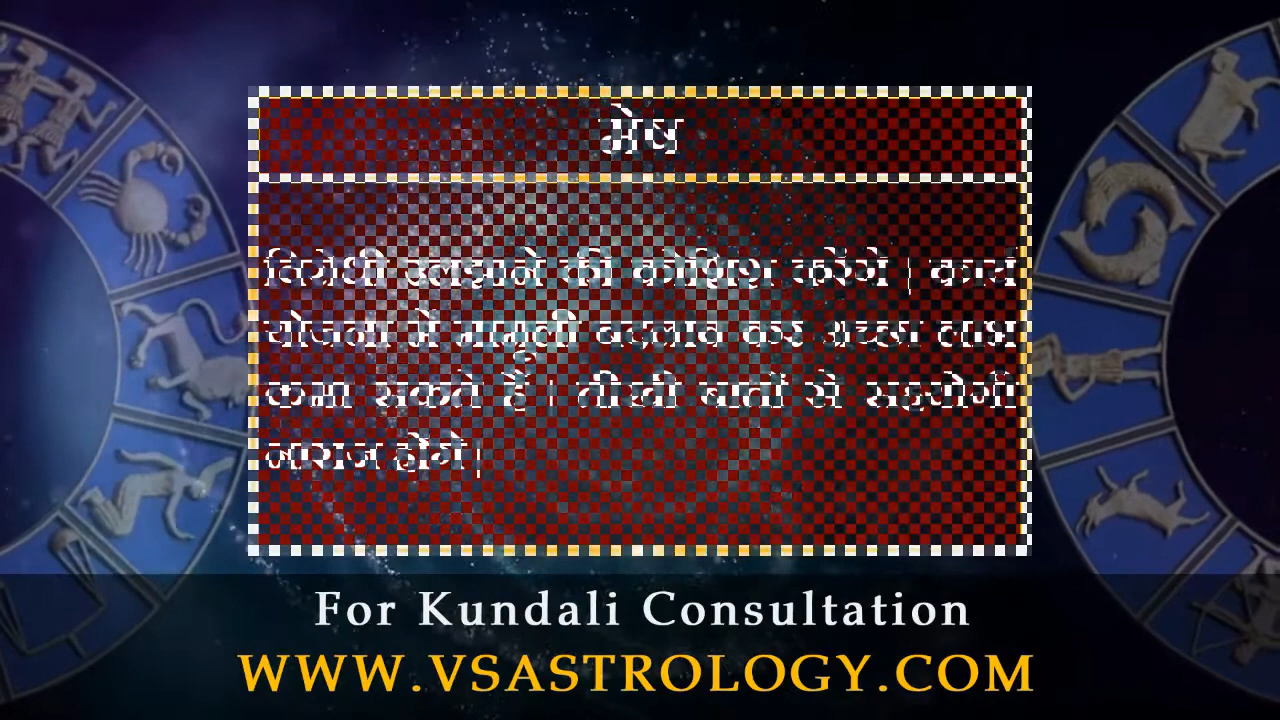 मेष
विरोधी उलझाने की कोशिश करेंगे। कार्य
योजना में मामूली बदलाव कर अच्छा लाभ
कमा सकते हैं। तीखी बातों से सहयोगी
नाराज होंगे।
For Kundali Consultation
WWW.VSASTROLOGY.COM